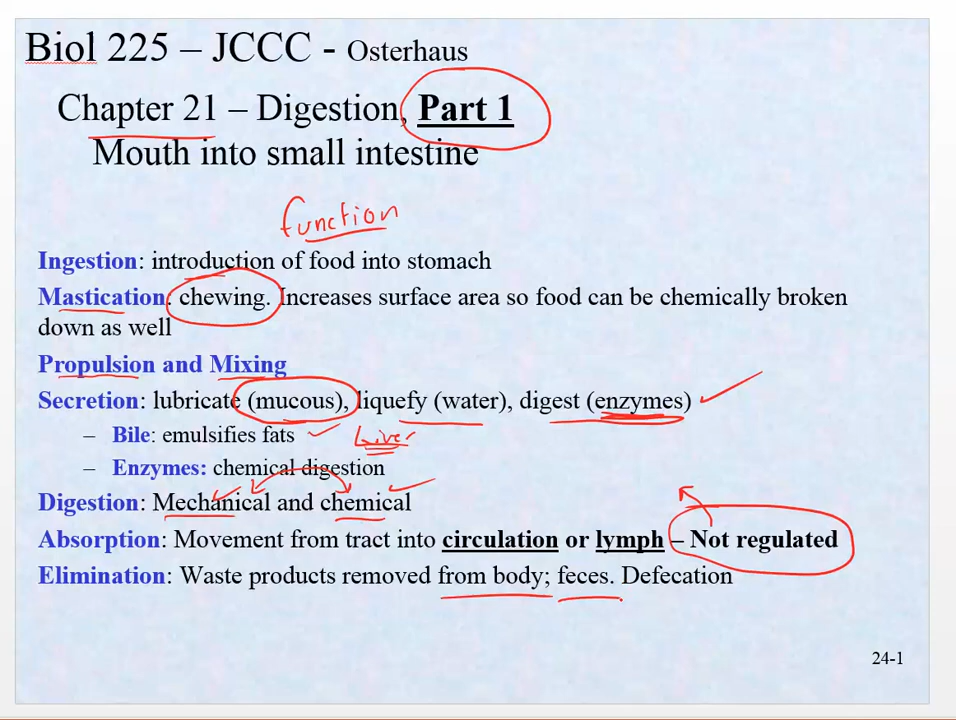 Biol 225 – JCCC - Osterhaus
Chapter 21 – Digestion, Part 1
Mouth into small intestine
function
Ingestion: introduction of food into stomach
Mastication: chewing. Increases surface area so food can be chemically broken
down as well
Propulsion and Mixing
Secretion: lubricate (mucous), liquefy (water), digest (enzymes)
– Bile: emulsifies fats Liver
– Enzymes: chemical digestion
Digestion: Mechanical and chemical
Absorption: Movement from tract into circulation or lymph – Not regulated
Elimination: Waste products removed from body; feces. Defecation
24-1